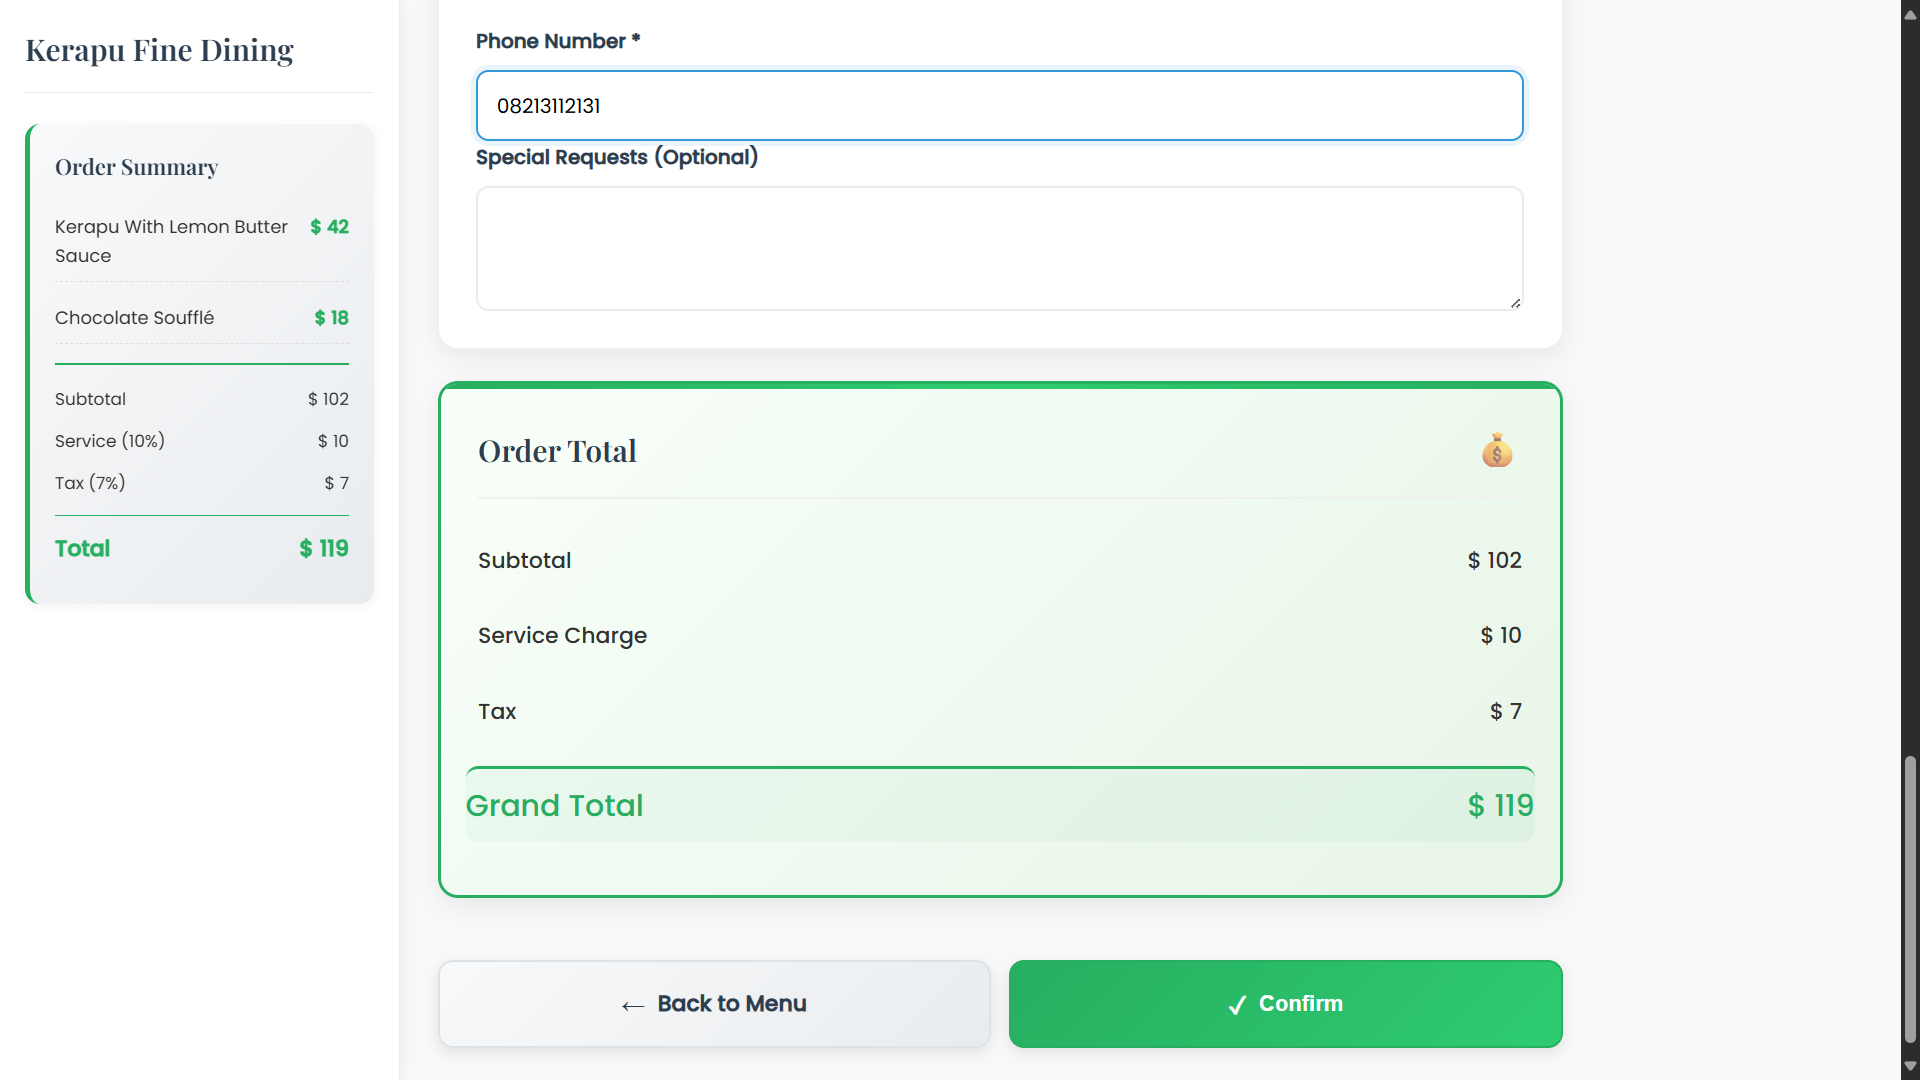 Kerapu Fine Dining
Order Summary
Kerapu With Lemon Butter $ 42
Sauce
Chocolate Soufflé $ 18
Subtotal $ 102
Service (10%) $ 10
Tax (7%) $ 7
Total $ 119
Phone Number *
08213112131
Special Requests (Optional)
Order Total
Subtotal $ 102
Service Charge $ 10
Tax $ 7
Grand Total $ 119
← Back to Menu
✓ Confirm